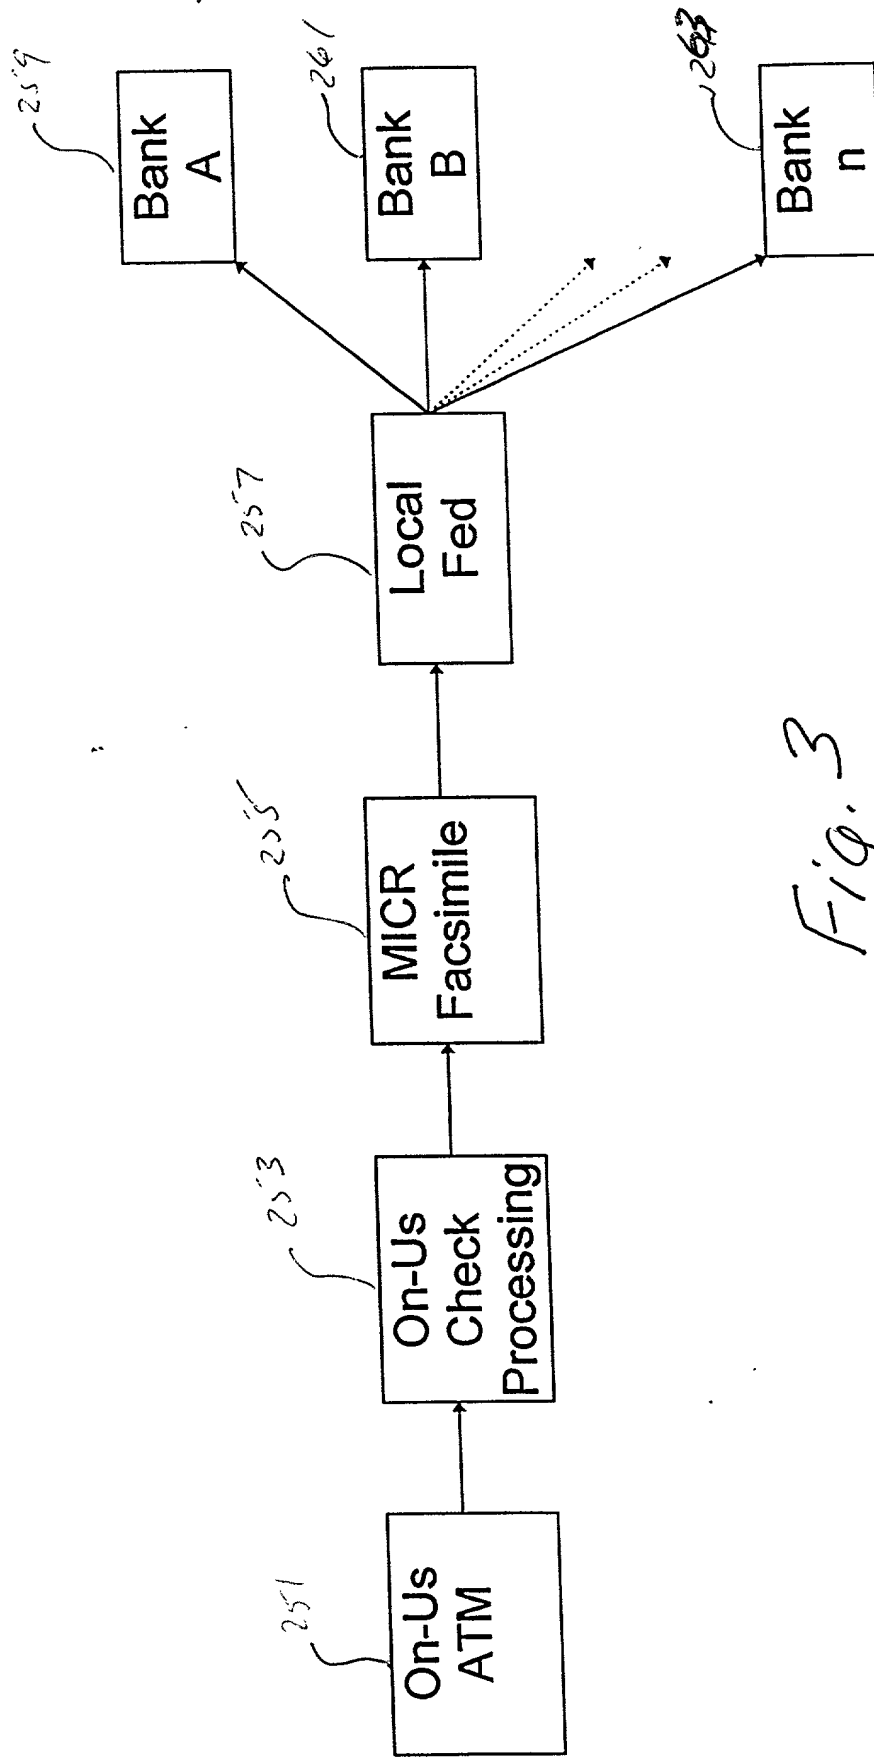 251
On-Us
ATM
253
On-Us
Check
Processing
255
MICR
Facsimile
257
Local
Fed
259
Bank
A
261
Bank
B
263
Bank
n
Fig. 3